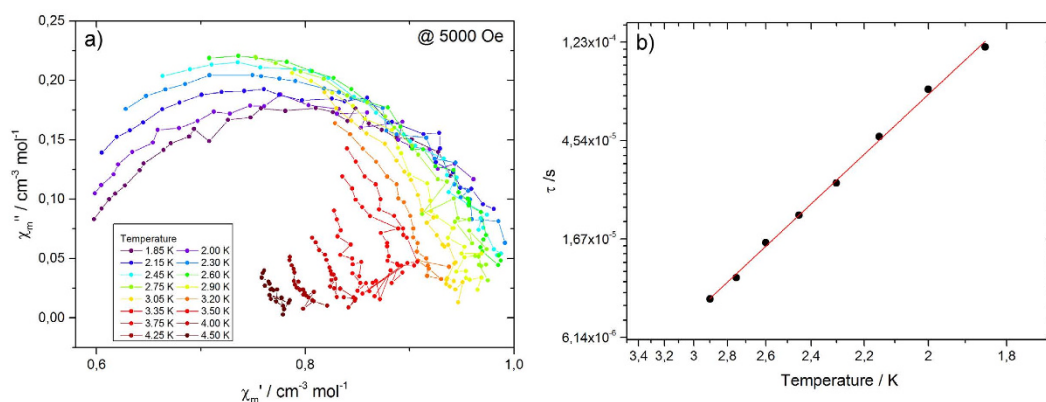 a)
@ 5000 Oe
0,25
0,20
0,15
0,10
0,05
0,00
χₘ'' / cm⁻³ mol⁻¹
Temperature
1.85 K 2.00 K
2.15 K 2.30 K
2.45 K 2.60 K
2.75 K 2.90 K
3.05 K 3.20 K
3.35 K 3.50 K
3.75 K 4.00 K
4.25 K 4.50 K
0,6 0,8 1,0
χₘ' / cm⁻³ mol⁻¹
b)
1,23x10⁻⁴
4,54x10⁻⁵
1,67x10⁻⁵
6,14x10⁻⁶
τ /s
3,4 3,2 3 2,8 2,6 2,4 2,2 2 1,8
Temperature / K